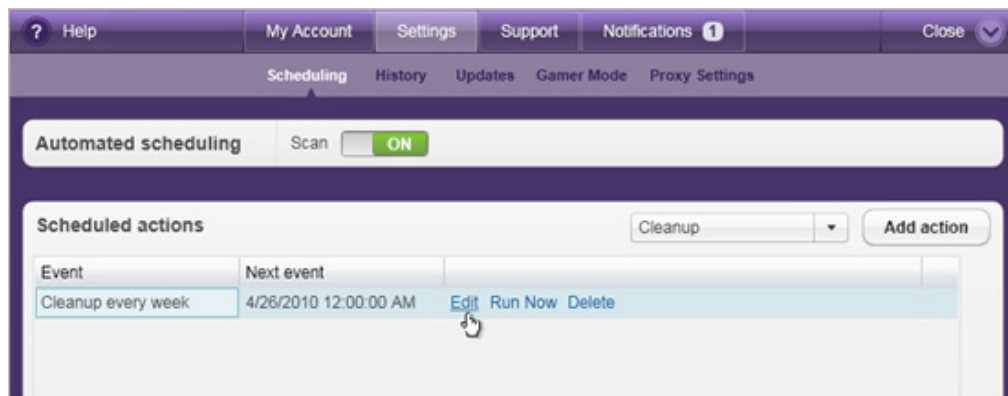 ? Help My Account Settings Support Notifications 1 Close
Scheduling History Updates Gamer Mode Proxy Settings
Automated scheduling Scan ON
Scheduled actions Cleanup Add action
Event Next event
Cleanup every week 4/26/2010 12:00:00 AM Edit Run Now Delete